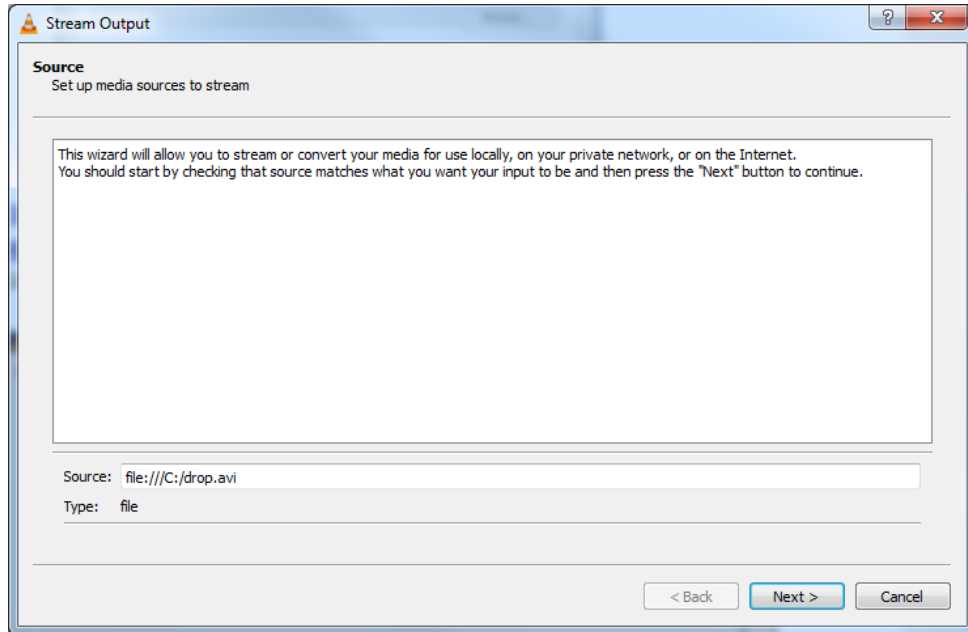 Stream Output
?
Source
Set up media sources to stream
This wizard will allow you to stream or convert your media for use locally, on your private network, or on the Internet.
You should start by checking that source matches what you want your input to be and then press the "Next" button to continue.
Source: file:///C:/drop.avi
Type: file
< Back Next > Cancel